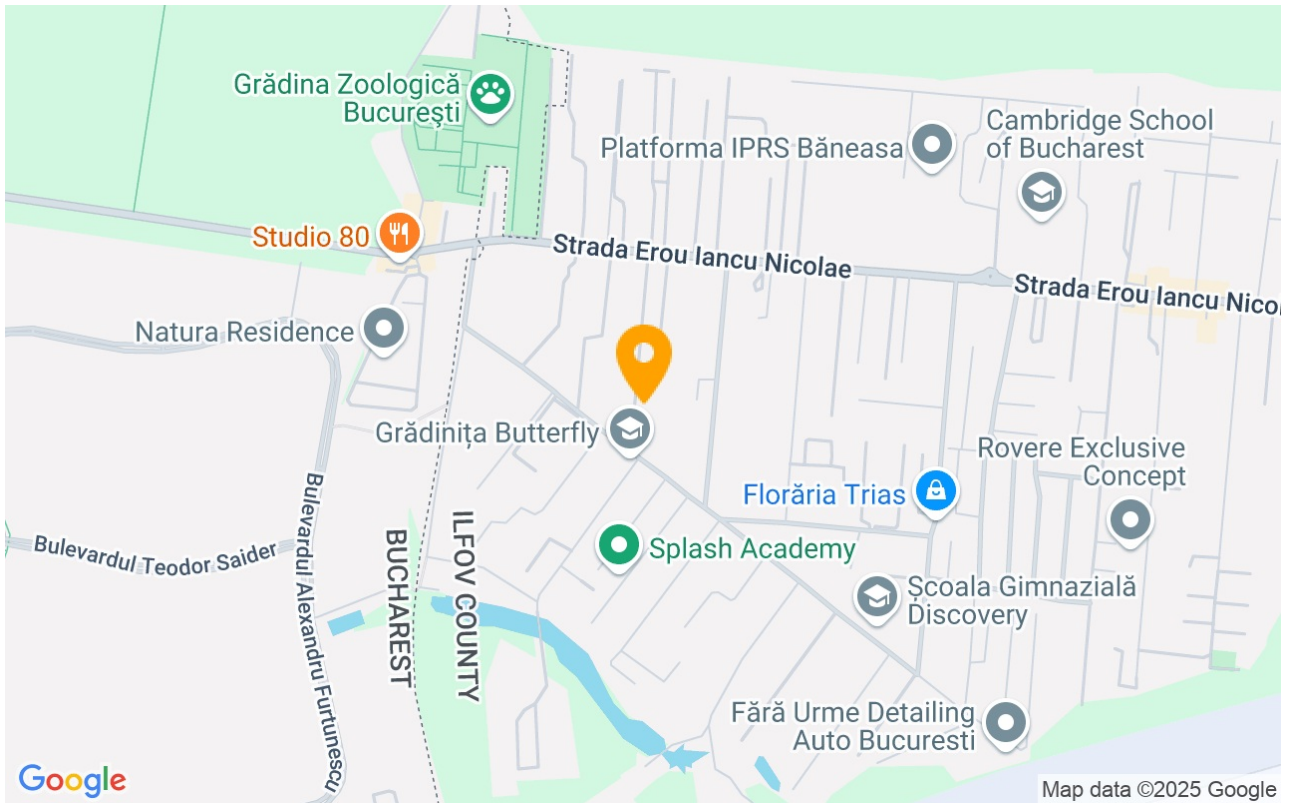 Grădina Zoologică
Bucureşti
Platforma IPRS Băneasa
Cambridge School
of Bucharest
Studio 80
Strada Erou Iancu Nicolae
Strada Erou Iancu Nico
Natura Residence
Grădinița Butterfly
Rovere Exclusive
Concept
Florăria Trias
Bulevardul Teodor Saider
Bulevardul Alexandru Furtunescu
BUCHAREST
ILFOV COUNTY
Splash Academy
Școala Gimnazială
Discovery
Fără Urme Detailing
Auto Bucuresti
Google
Map data ©2025 Google